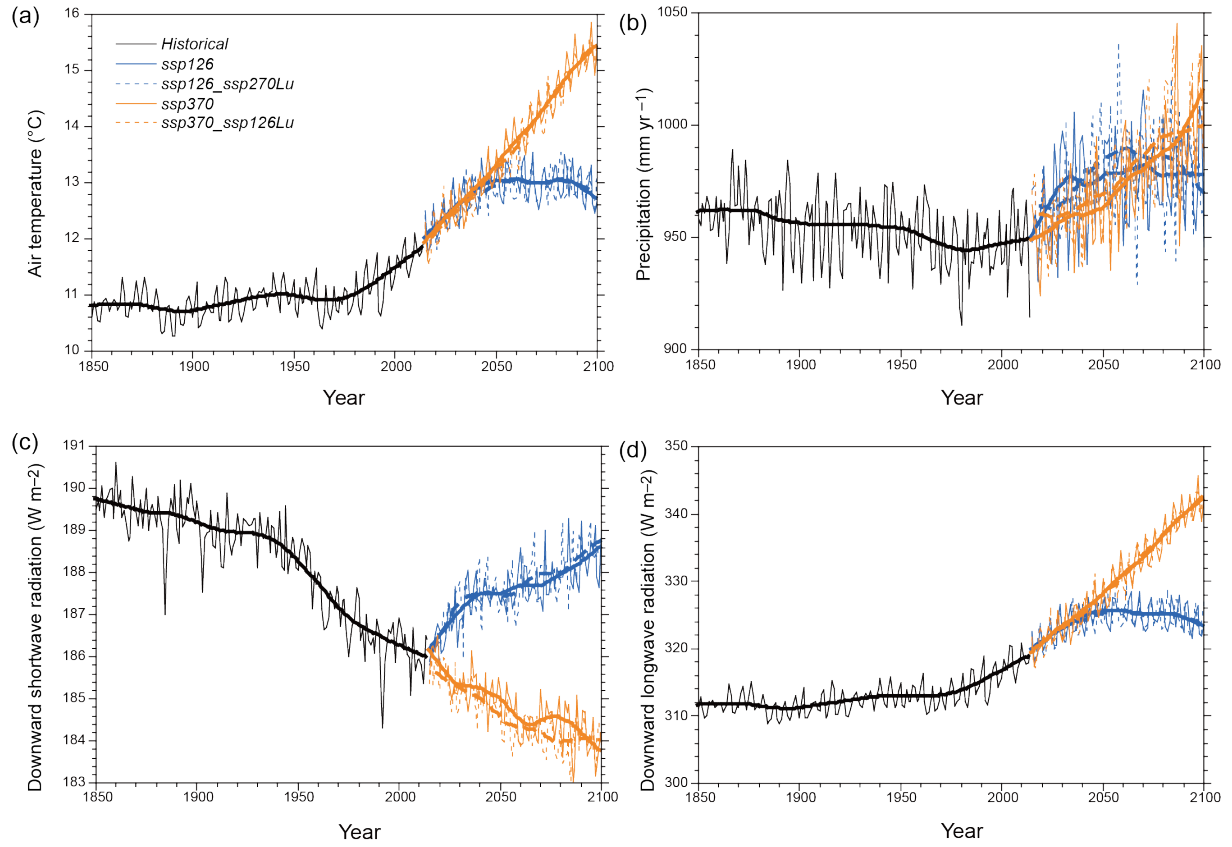 (a)
Air temperature (°C)
16
15
14
13
12
11
10
Historical
ssp126
ssp126_ssp270Lu
ssp370
ssp370_ssp126Lu
1850 1900 1950 2000 2050 2100
Year
(b)
Precipitation (mm yr−1)
1050
1000
950
900
1850 1900 1950 2000 2050 2100
Year
(c)
Downward shortwave radiation (W m−2)
191
190
189
188
187
186
185
184
183
1850 1900 1950 2000 2050 2100
Year
(d)
Downward longwave radiation (W m−2)
350
340
330
320
310
300
1850 1900 1950 2000 2050 2100
Year